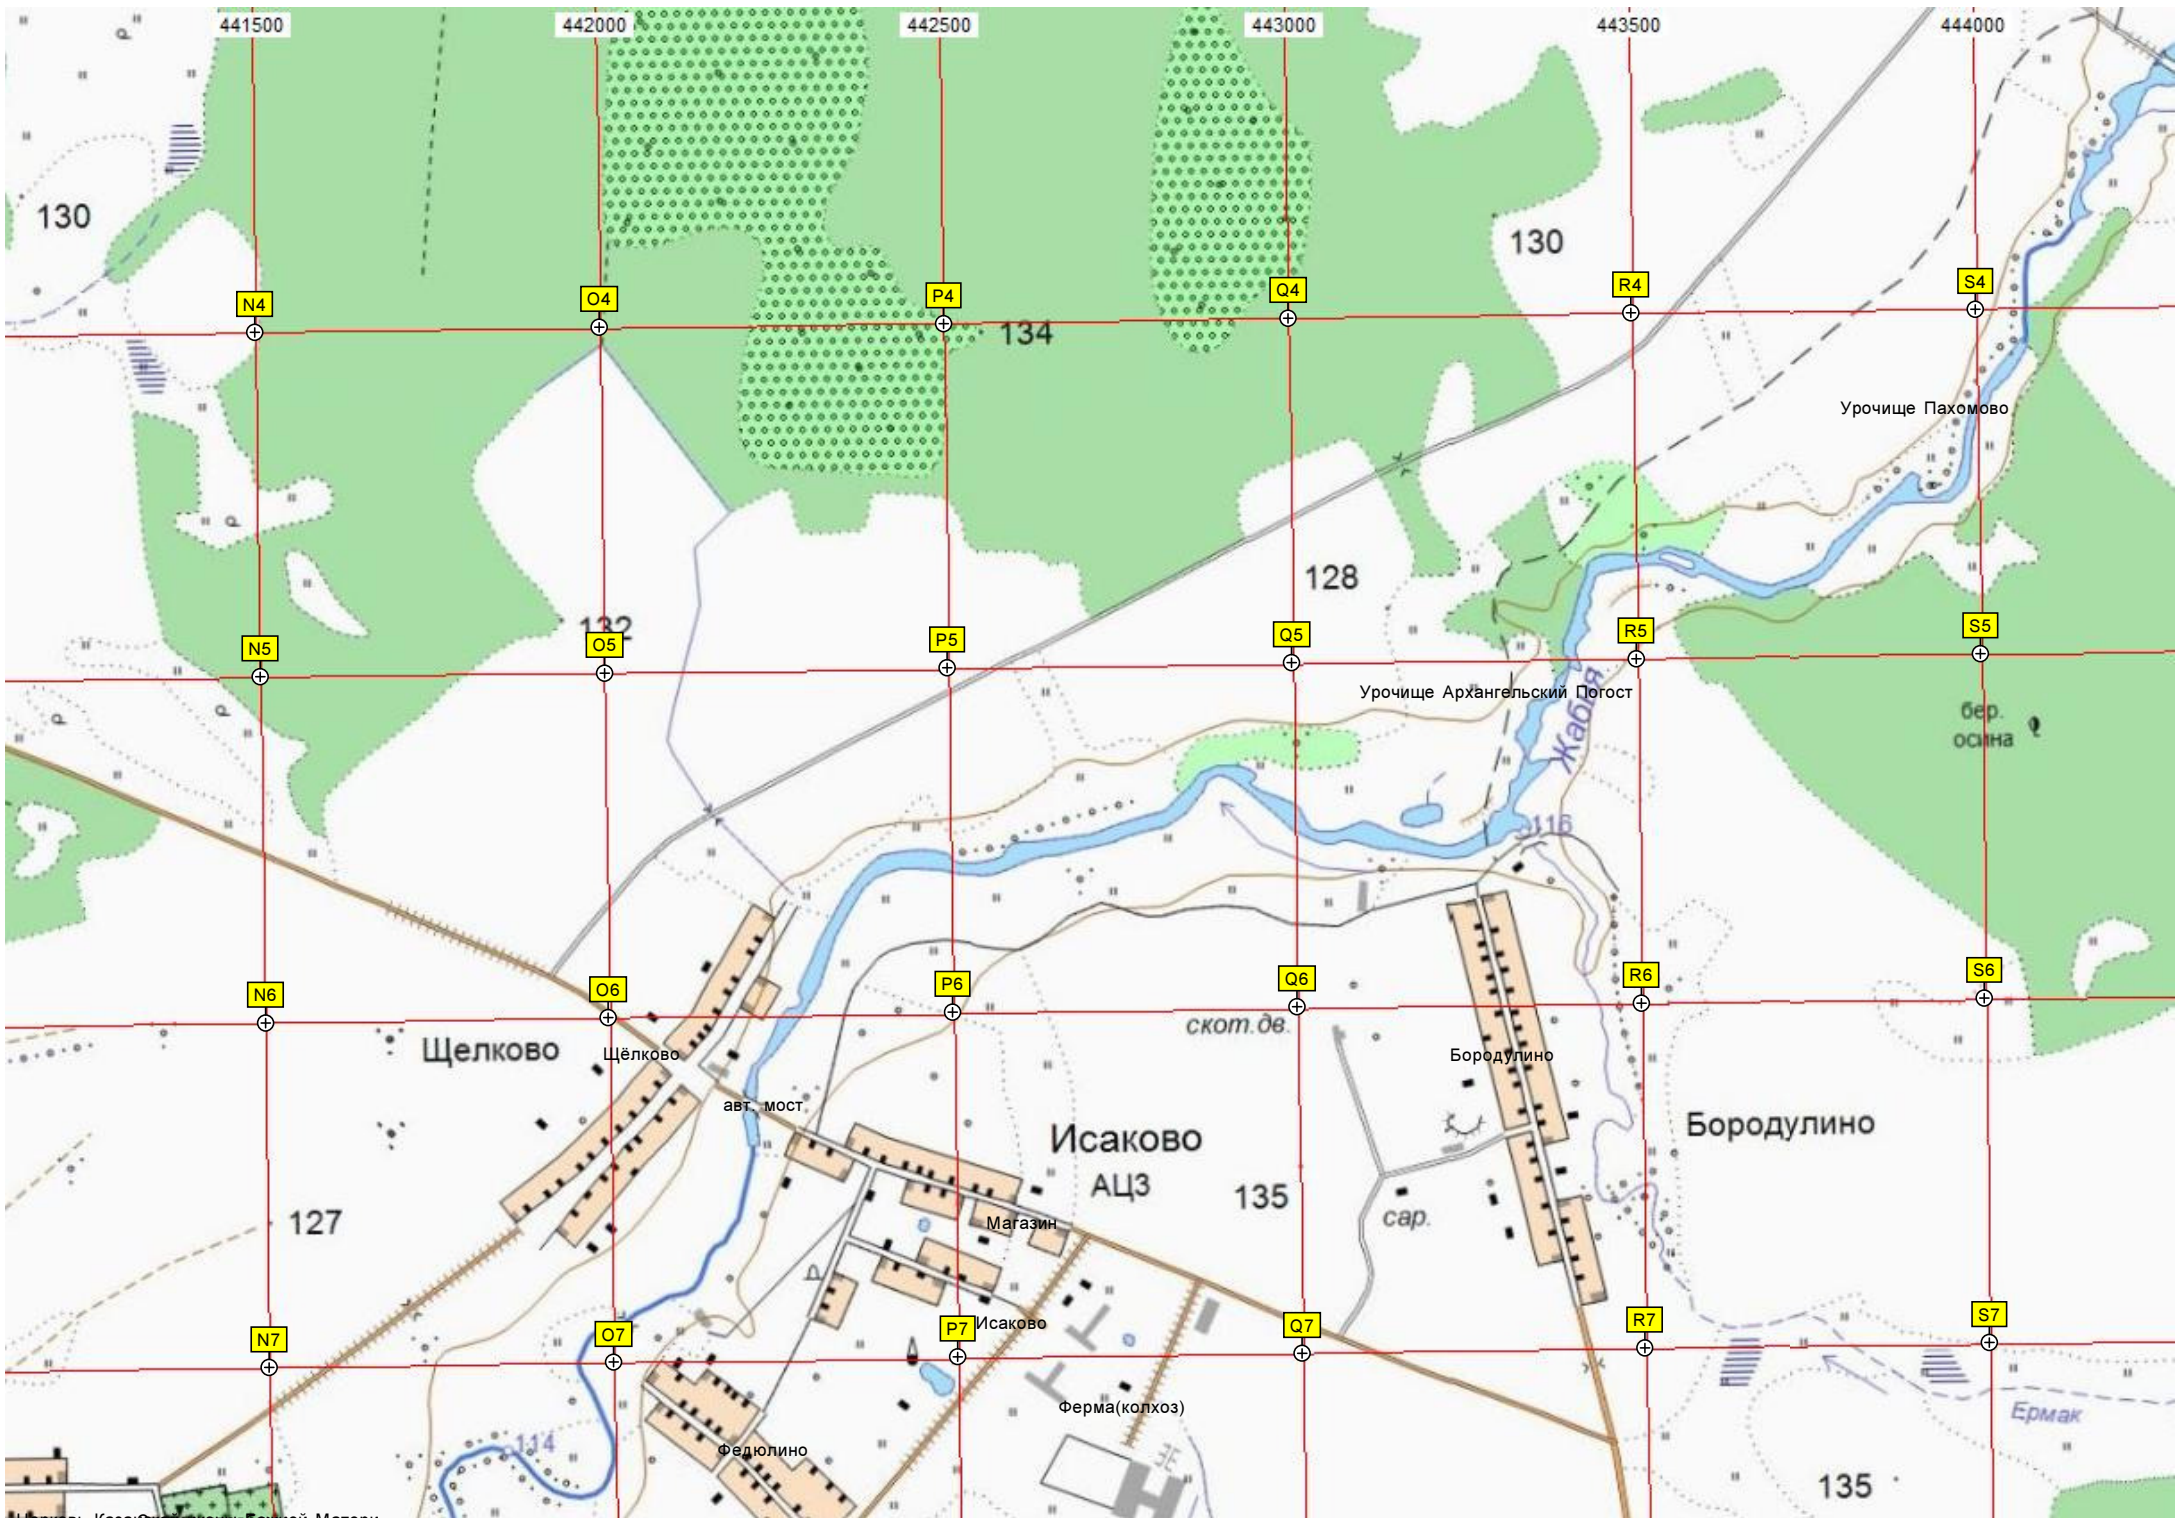 441500 442000 442500 443000 443500 444000
130
130
N4 O4 P4 Q4 R4 S4
134
Урочище Пахомово
128
132
N5 O5 P5 Q5 R5 S5
Урочище Архангельский Погост
Жабня
бер.
осина
116
N6 O6 P6 Q6 R6 S6
скот.дв.
Щелково
Щёлково
Бородулино
авт. мост
Исаково
Бородулино
АЦЗ
135
127
Магазин
сар.
N7 O7 P7 Q7 R7 S7
Исаково
Ферма(колхоз)
Ермак
114
Федюлино
135